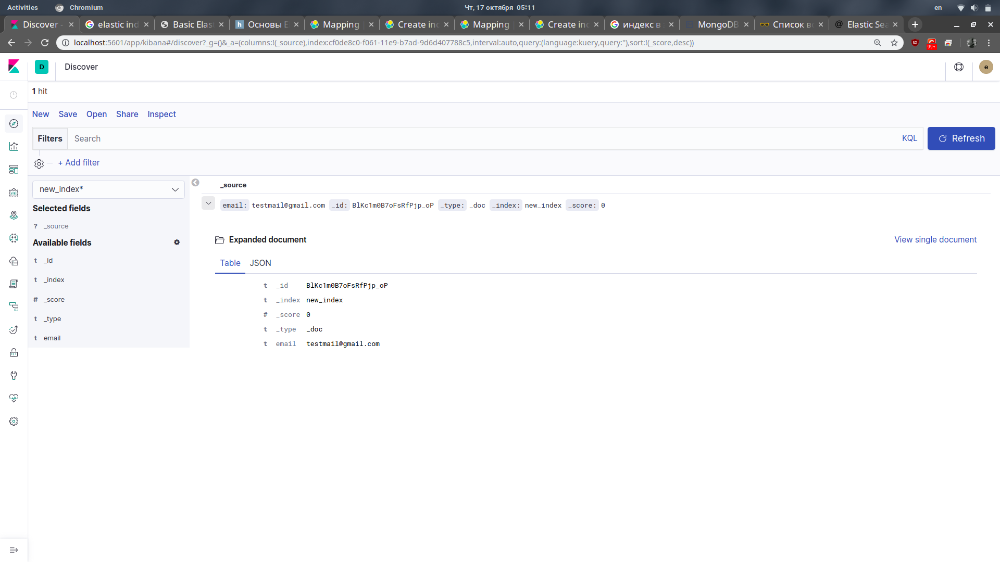 Activities Chromium Чт, 17 октября 05:11 en
Discover - elastic ind Basic Elast Основы E Mapping Create inc Mapping Create inc индекс в MongoDB Список вс Elastic Sea
localhost:5601/app/kibana#/discover?_g=()&_a=(columns:!(_source),index:cf0de8c0-f061-11e9-b7ad-9d6d407788c5,interval:auto,query:(language:kuery,query:''),sort:!(_score,desc)) 99+
D Discover e
1 hit
New Save Open Share Inspect
Filters Search KQL Refresh
+ Add filter
new_index*
_source
Selected fields
email: testmail@gmail.com _id: BlKc1m0B7oFsRfPjp_oP _type: _doc _index: new_index _score: 0
? _source
Available fields
Expanded document View single document
t _id
Table JSON
t _index
# _score
t _type
t email
t _id BlKc1m0B7oFsRfPjp_oP
t _index new_index
# _score 0
t _type _doc
t email testmail@gmail.com